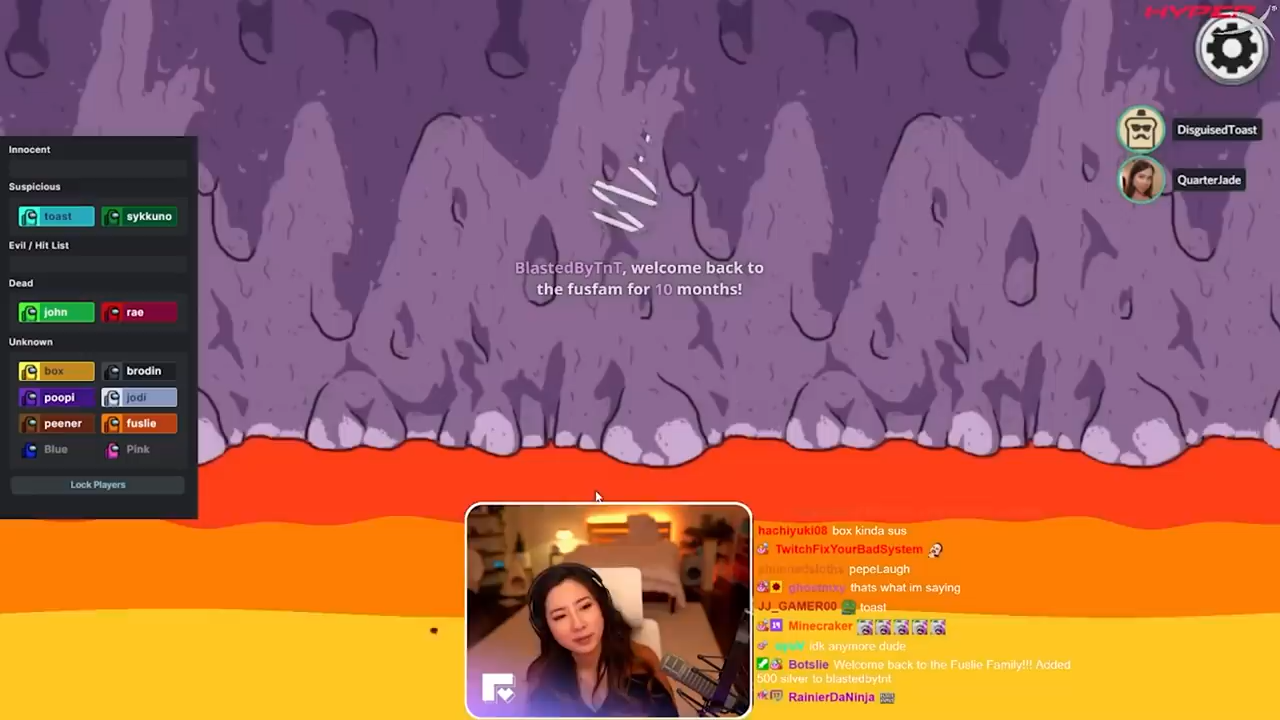 HYPER
DisguisedToast
QuarterJade
Innocent
Suspicious
toast sykkuno
Evil / Hit List
Dead
john rae
Unknown
box brodin
poopi jodi
peener fuslie
Blue Pink
Lock Players
BlastedByTnT, welcome back to
the fusfam for 10 months!
hachiyuki08 box kinda sus
TwitchFixYourBadSystem
pepeLaugh
ghostmxy thats what im saying
JJ_GAMER00 toast
Minecraker
idk anymore dude
Botslie Welcome back to the Fuslie Family!!! Added
500 silver to blastedbytnt
RainierDaNinja